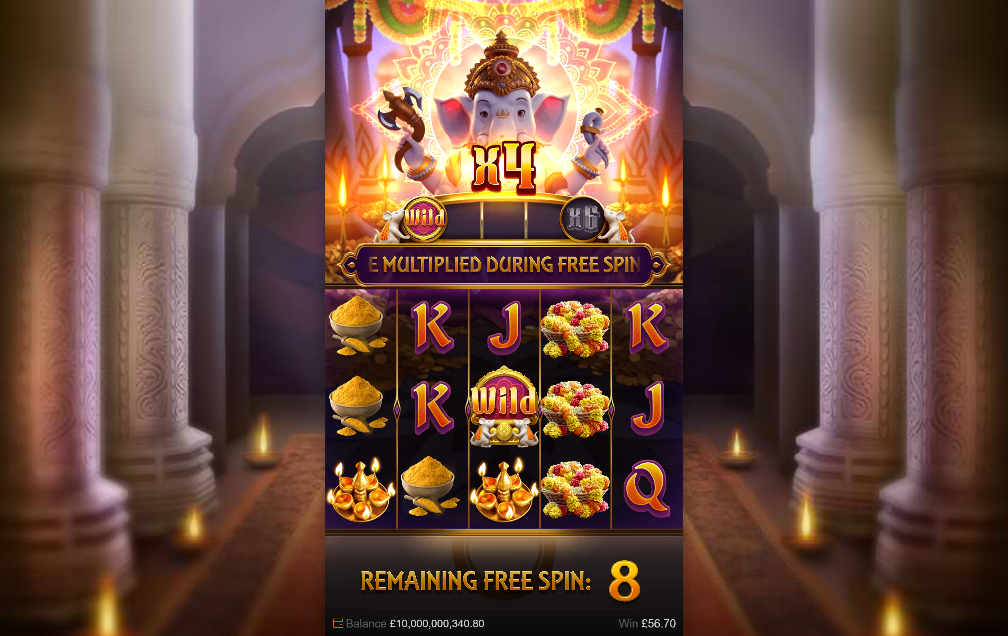 x4
Wild
x6
E MULTIPLIED DURING FREE SPIN
K J K
K Wild J
Q
REMAINING FREE SPIN: 8
Balance £10,000,000,340.80 Win £56.70